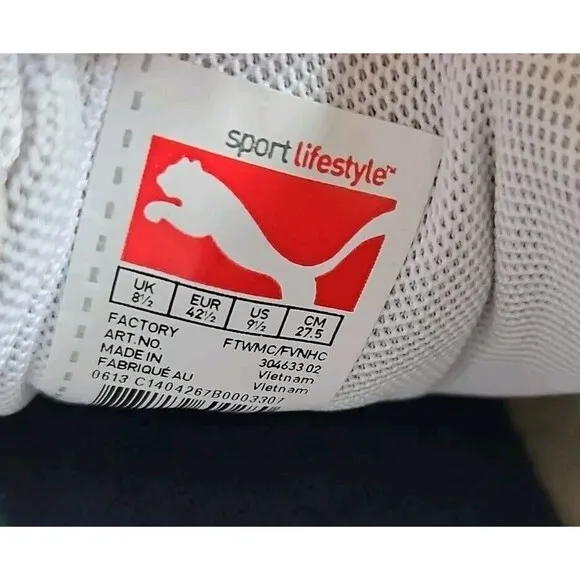 sport lifestyle™
UK EUR US CM
8½ 42½ 9½ 27.5
FACTORY FTWMC/FVNHC
ART.NO. 304633 02
MADE IN Vietnam
FABRIQUÉ AU Vietnam
0613 C1404267B0003307